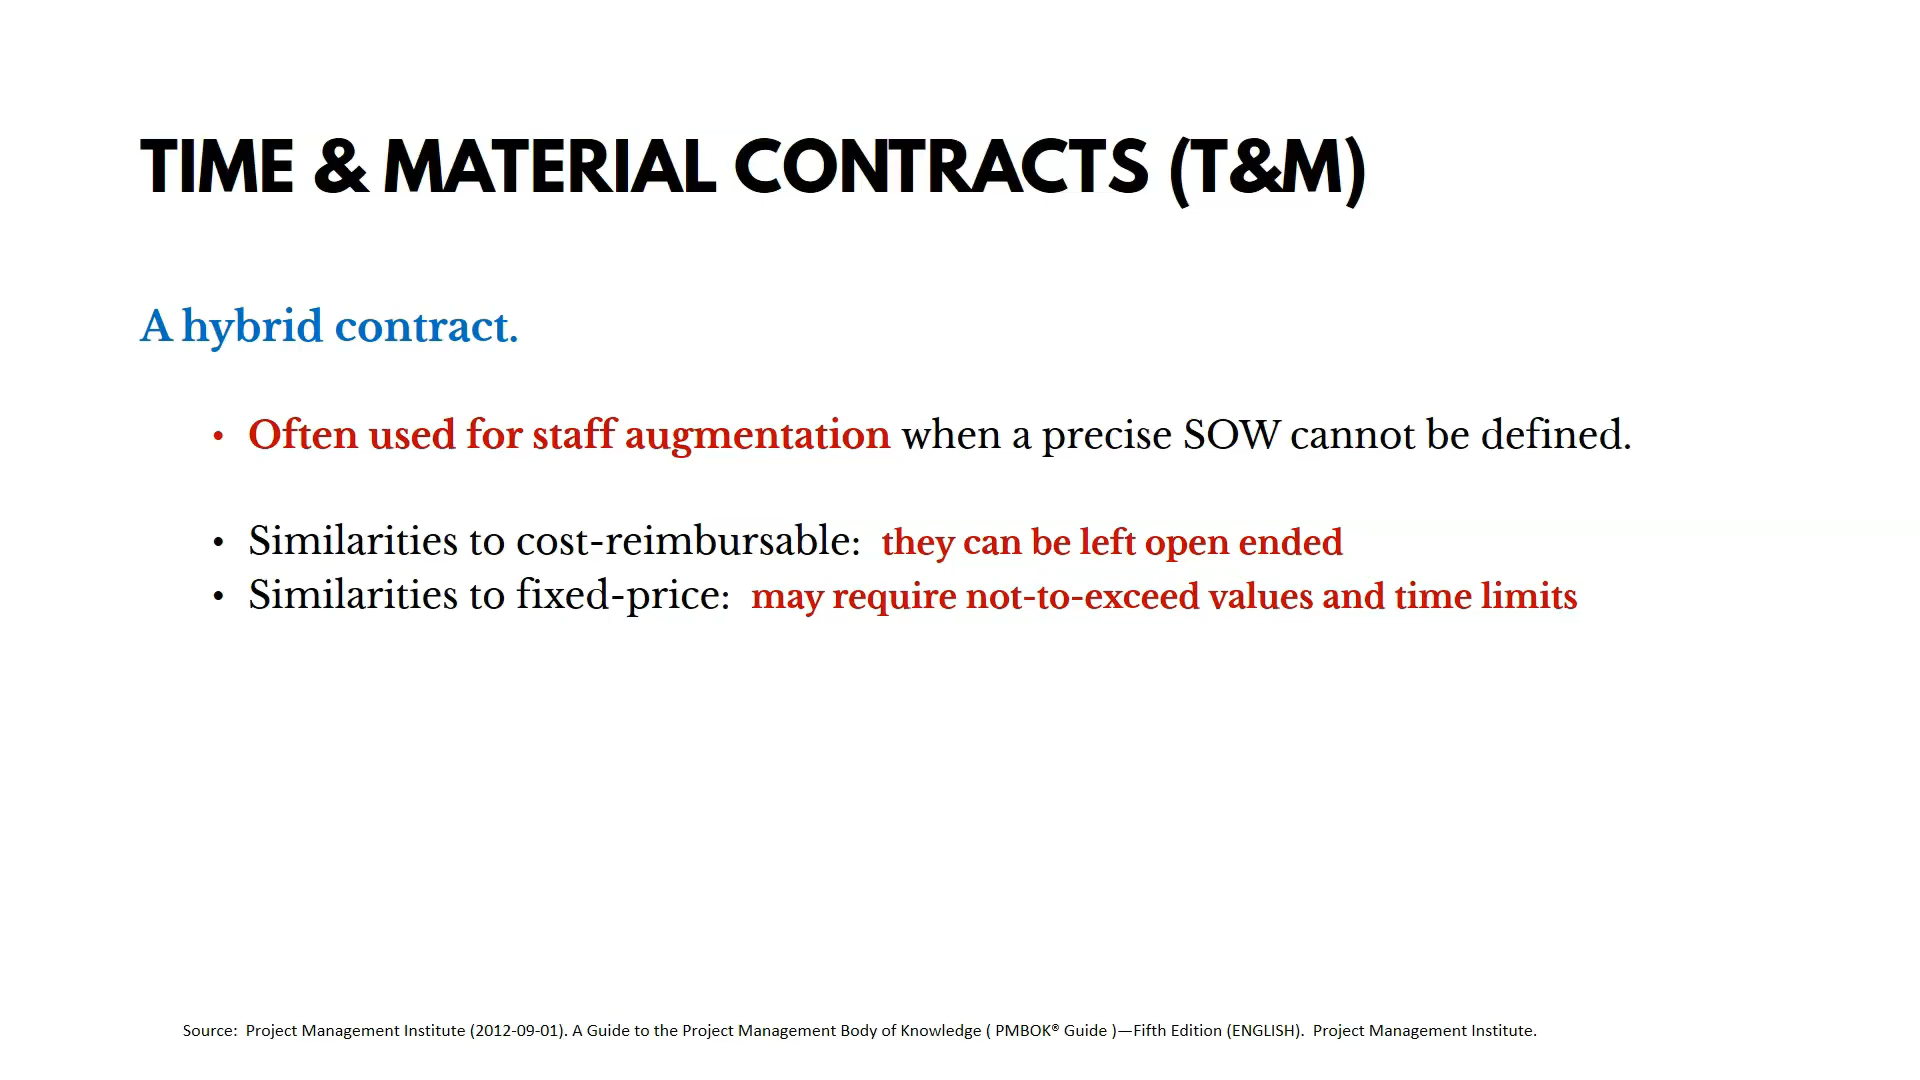 TIME & MATERIAL CONTRACTS (T&M)
A hybrid contract.
• Often used for staff augmentation when a precise SOW cannot be defined.
• Similarities to cost-reimbursable: they can be left open ended
• Similarities to fixed-price: may require not-to-exceed values and time limits
Source: Project Management Institute (2012-09-01). A Guide to the Project Management Body of Knowledge ( PMBOK® Guide )—Fifth Edition (ENGLISH). Project Management Institute.